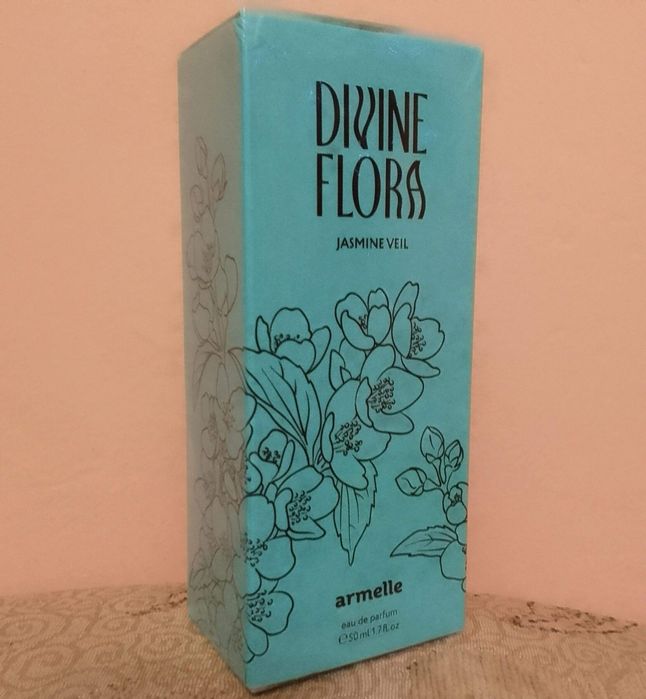 DIVINE
FLORA
JASMINE VEIL
armelle
eau de parfum
℮50 ml 1.7 fl.oz